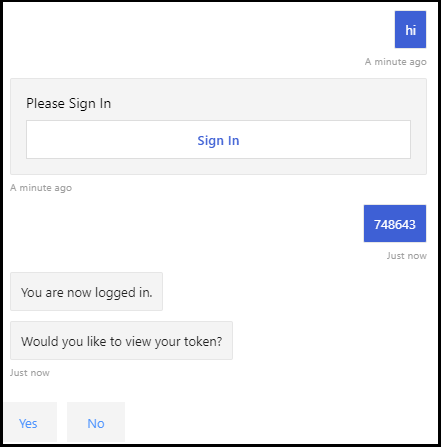 hi
A minute ago
Please Sign In
Sign In
A minute ago
748643
Just now
You are now logged in.
Would you like to view your token?
Just now
Yes No